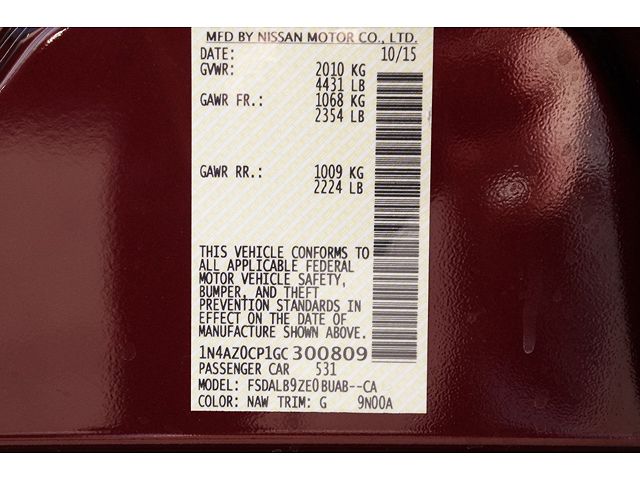 MFD BY NISSAN MOTOR CO., LTD.
DATE: 10/15
GVWR: 2010 KG
4431 LB
GAWR FR.: 1068 KG
2354 LB
GAWR RR.: 1009 KG
2224 LB
THIS VEHICLE CONFORMS TO
ALL APPLICABLE FEDERAL
MOTOR VEHICLE SAFETY,
BUMPER, AND THEFT
PREVENTION STANDARDS IN
EFFECT ON THE DATE OF
MANUFACTURE SHOWN ABOVE.
1N4AZ0CP1GC300809
PASSENGER CAR 531
MODEL: FSDALB9ZE0BUAB--CA
COLOR: NAW TRIM: G 9N00A